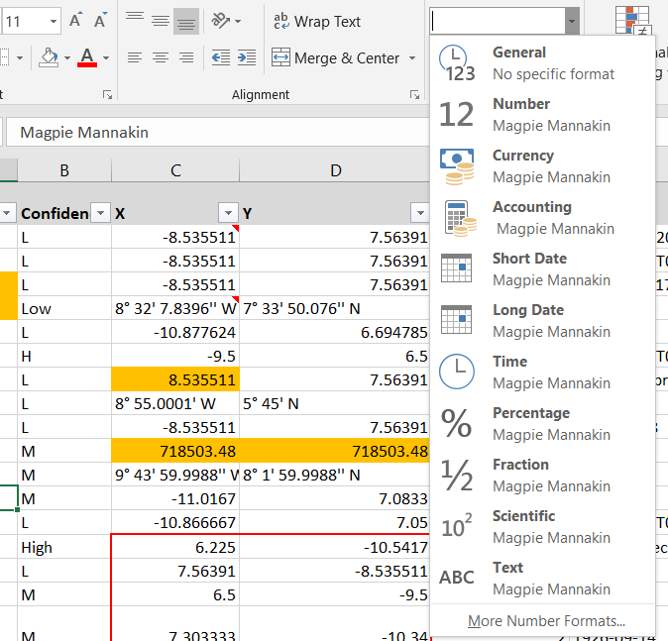 11
A A
ab Wrap Text
c
A
Merge & Center
t
Alignment
Magpie Mannakin
B C D
Confiden X Y
L -8.535511 7.56391
L -8.535511 7.56391
L -8.535511 7.56391
Low 8° 32' 7.8396'' W 7° 33' 50.076'' N
L -10.877624 6.694785
H -9.5 6.5
L 8.535511 7.56391
L 8° 55.0001' W 5° 45' N
L -8.535511 7.56391
M 718503.48 718503.48
M 9° 43' 59.9988'' W 8° 1' 59.9988'' N
M -11.0167 7.0833
L -10.866667 7.05
High 6.225 -10.5417
L 7.56391 -8.535511
M 6.5 -9.5
M 7.303333 -10.34
123 General
No specific format
12 Number
Magpie Mannakin
Currency
Magpie Mannakin
Accounting
Magpie Mannakin
Short Date
Magpie Mannakin
Long Date
Magpie Mannakin
Time
Magpie Mannakin
% Percentage
Magpie Mannakin
½ Fraction
Magpie Mannakin
10² Scientific
Magpie Mannakin
ABC Text
Magpie Mannakin
More Number Formats...